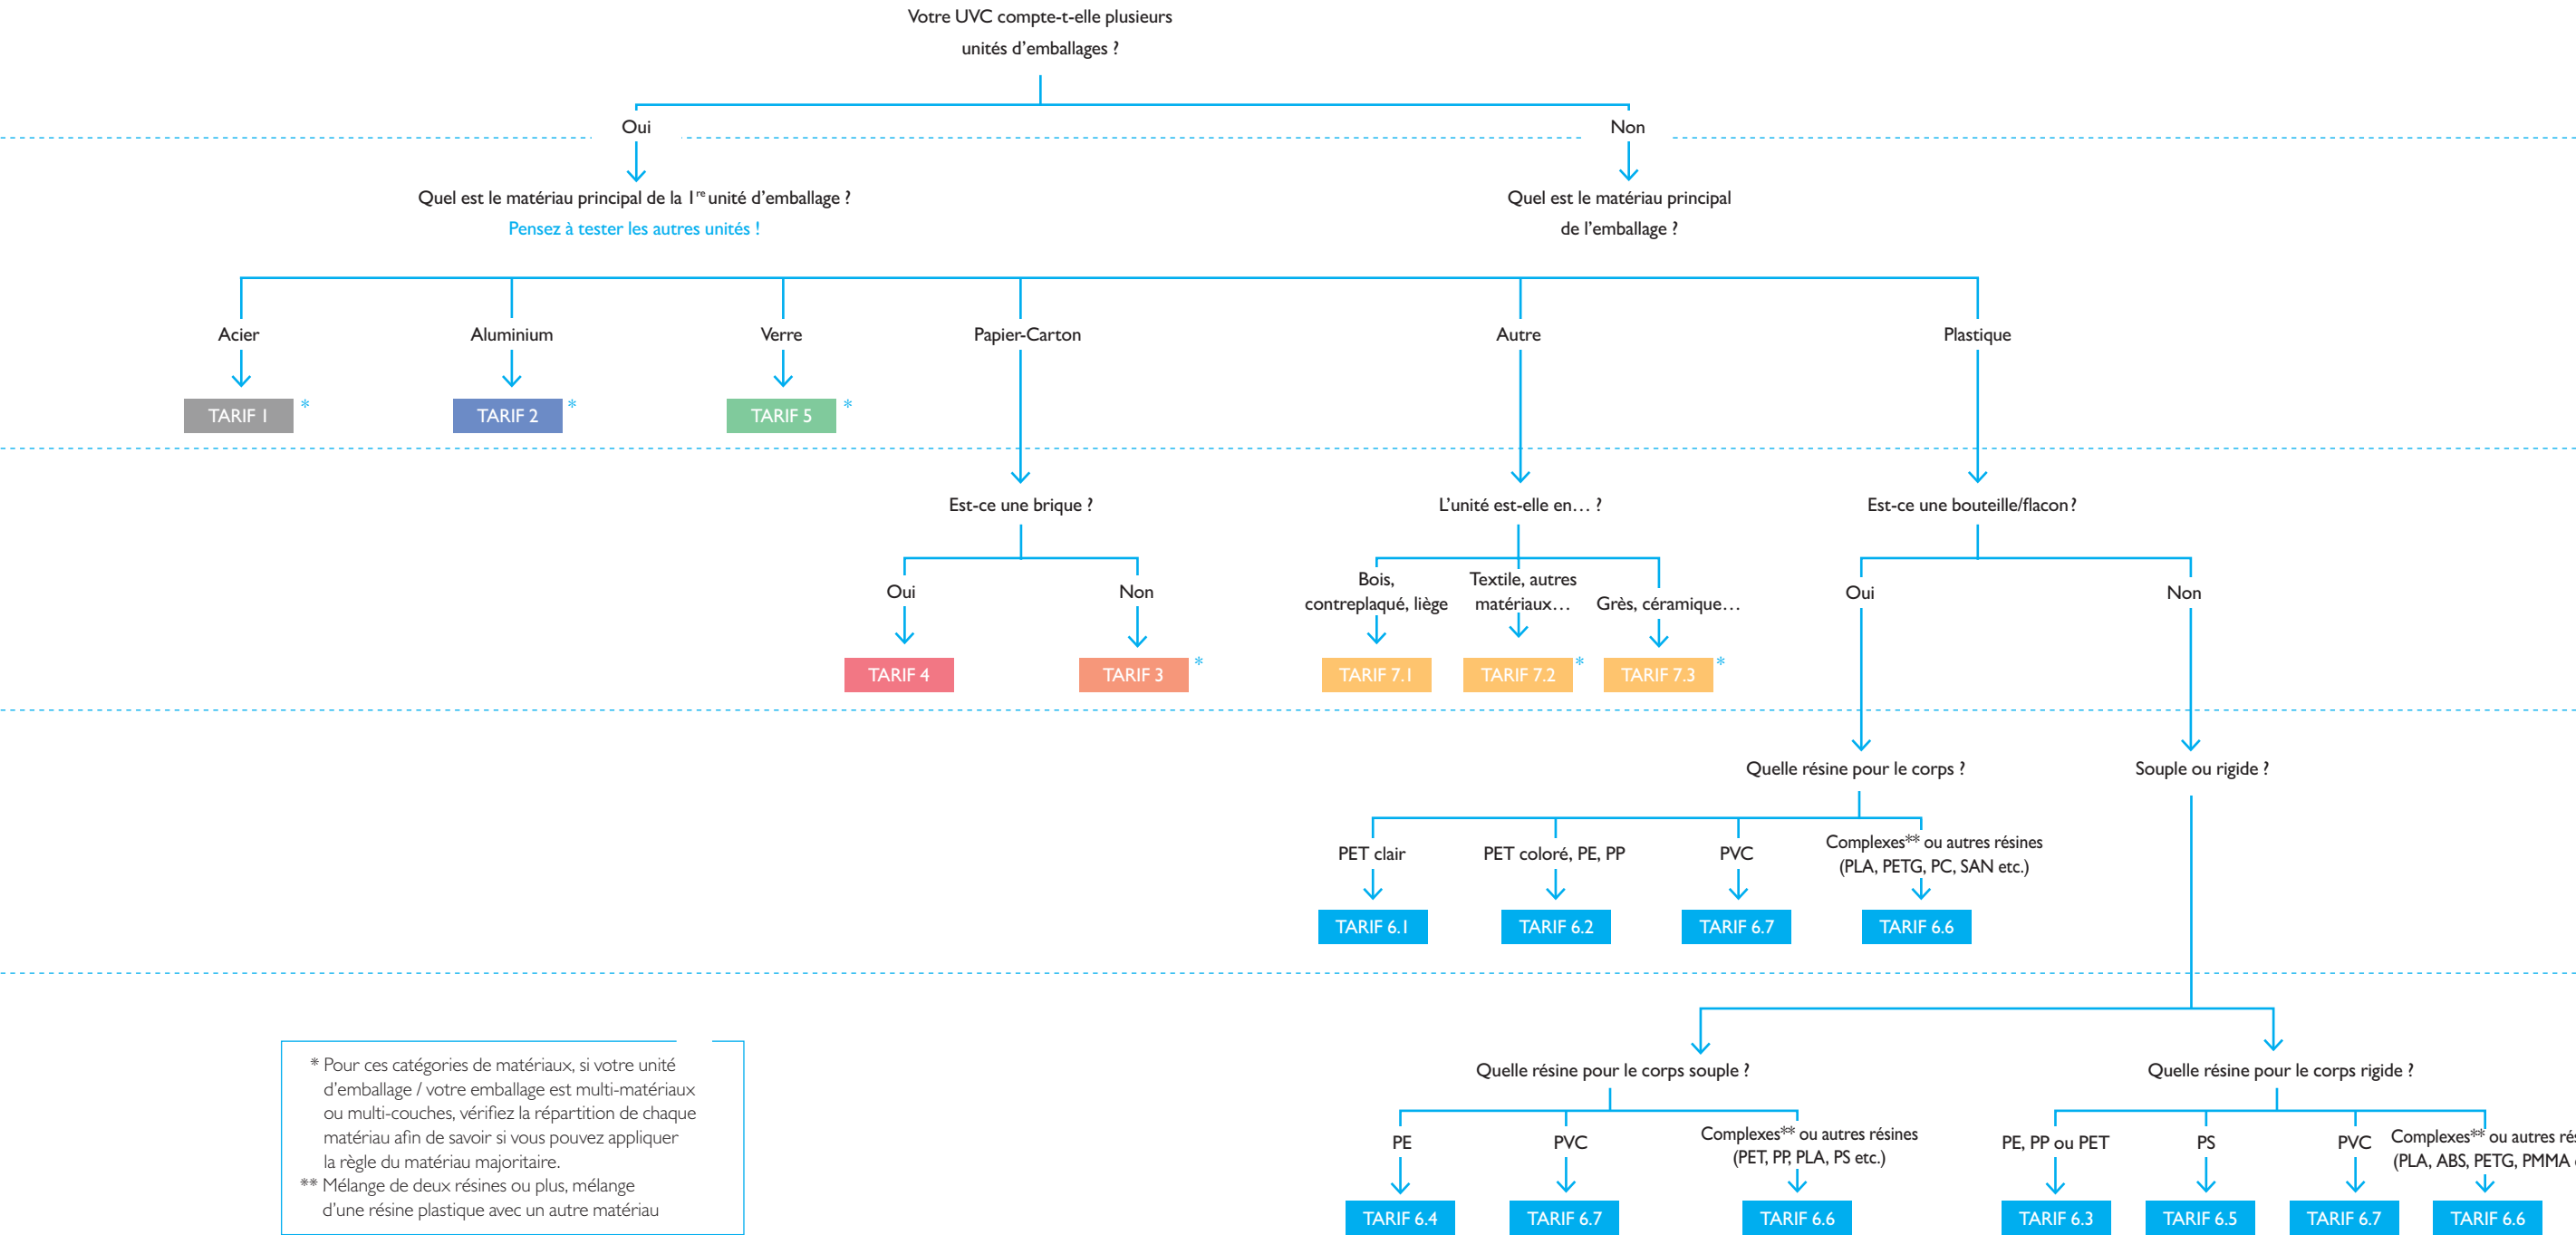 Votre UVC compte-t-elle plusieurs
unités d'emballages ?
Oui
Non
Quel est le matériau principal de la 1re unité d'emballage ?
Pensez à tester les autres unités !
Quel est le matériau principal
de l'emballage ?
Acier
Aluminium
Verre
Papier-Carton
Autre
Plastique
TARIF 1 *
TARIF 2 *
TARIF 5 *
Est-ce une brique ?
L'unité est-elle en… ?
Est-ce une bouteille/flacon ?
Oui
Non
Bois,
contreplaqué, liège
Textile, autres
matériaux…
Grès, céramique…
Oui
Non
TARIF 4
TARIF 3 *
TARIF 7.1
TARIF 7.2 *
TARIF 7.3 *
Quelle résine pour le corps ?
Souple ou rigide ?
PET clair
PET coloré, PE, PP
PVC
Complexes** ou autres résines
(PLA, PETG, PC, SAN etc.)
TARIF 6.1
TARIF 6.2
TARIF 6.7
TARIF 6.6
Quelle résine pour le corps souple ?
Quelle résine pour le corps rigide ?
PE
PVC
Complexes** ou autres résines
(PET, PP, PLA, PS etc.)
PE, PP ou PET
PS
PVC
Complexes** ou autres
(PLA, ABS, PETG, PMMA
TARIF 6.4
TARIF 6.7
TARIF 6.6
TARIF 6.3
TARIF 6.5
TARIF 6.7
TARIF 6.6
* Pour ces catégories de matériaux, si votre unité
d'emballage / votre emballage est multi-matériaux
ou multi-couches, vérifiez la répartition de chaque
matériau afin de savoir si vous pouvez appliquer
la règle du matériau majoritaire.
** Mélange de deux résines ou plus, mélange
d'une résine plastique avec un autre matériau